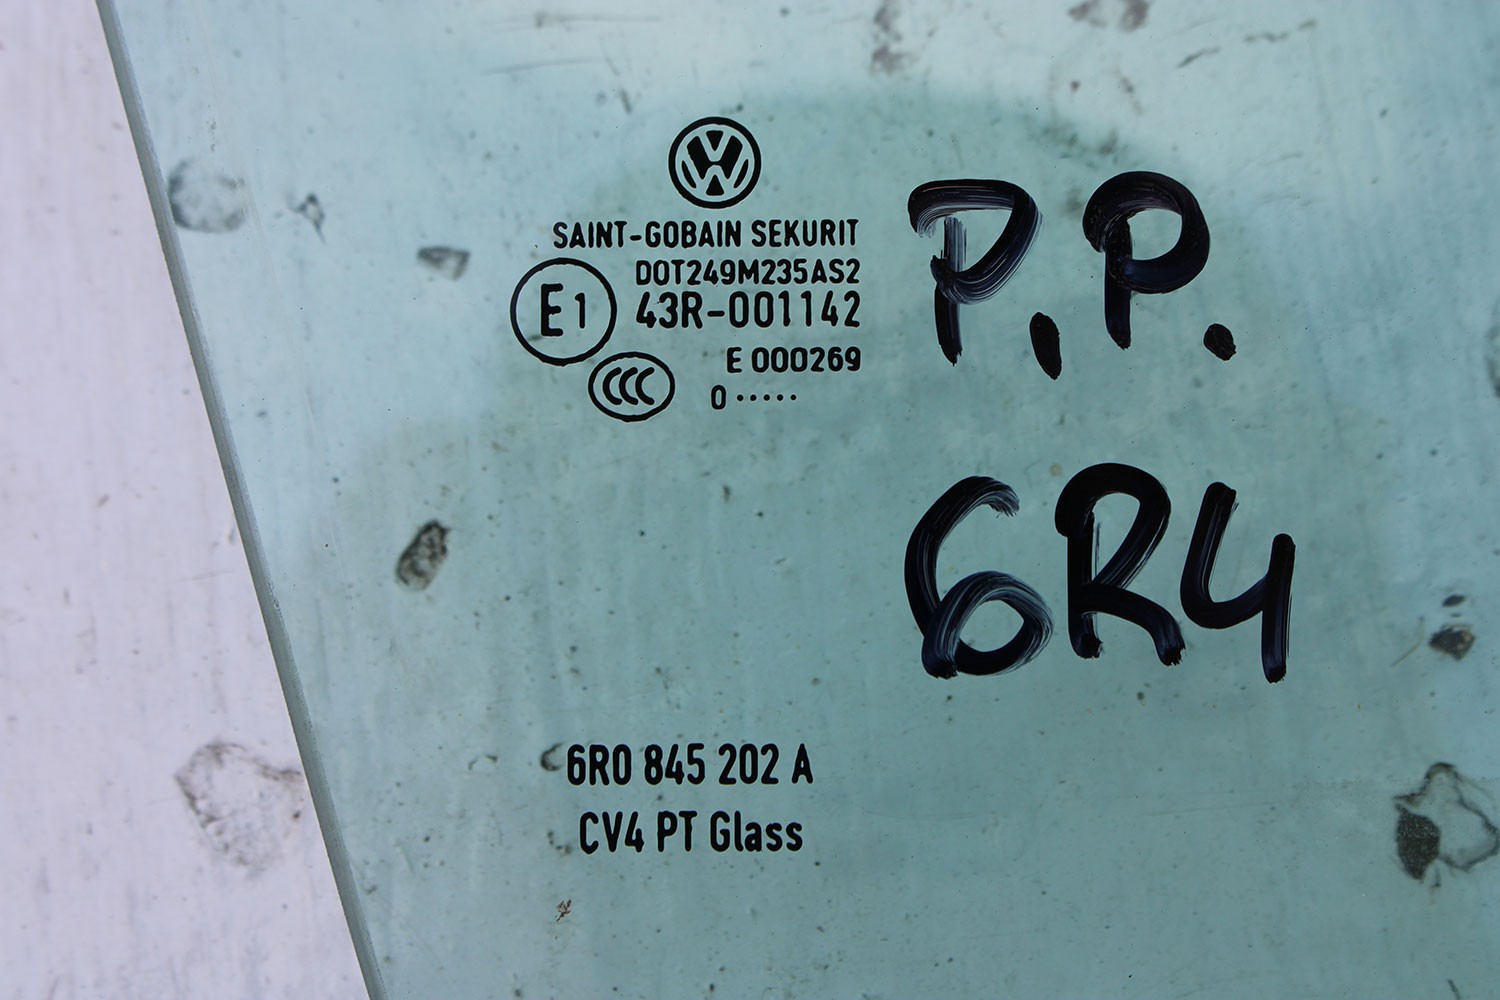 SAINT-GOBAIN SEKURIT
DOT249M235AS2
E1 43R-001142
E 000269
CCC
0 ·····
P.P.
6R4
6R0 845 202 A
CV4 PT Glass